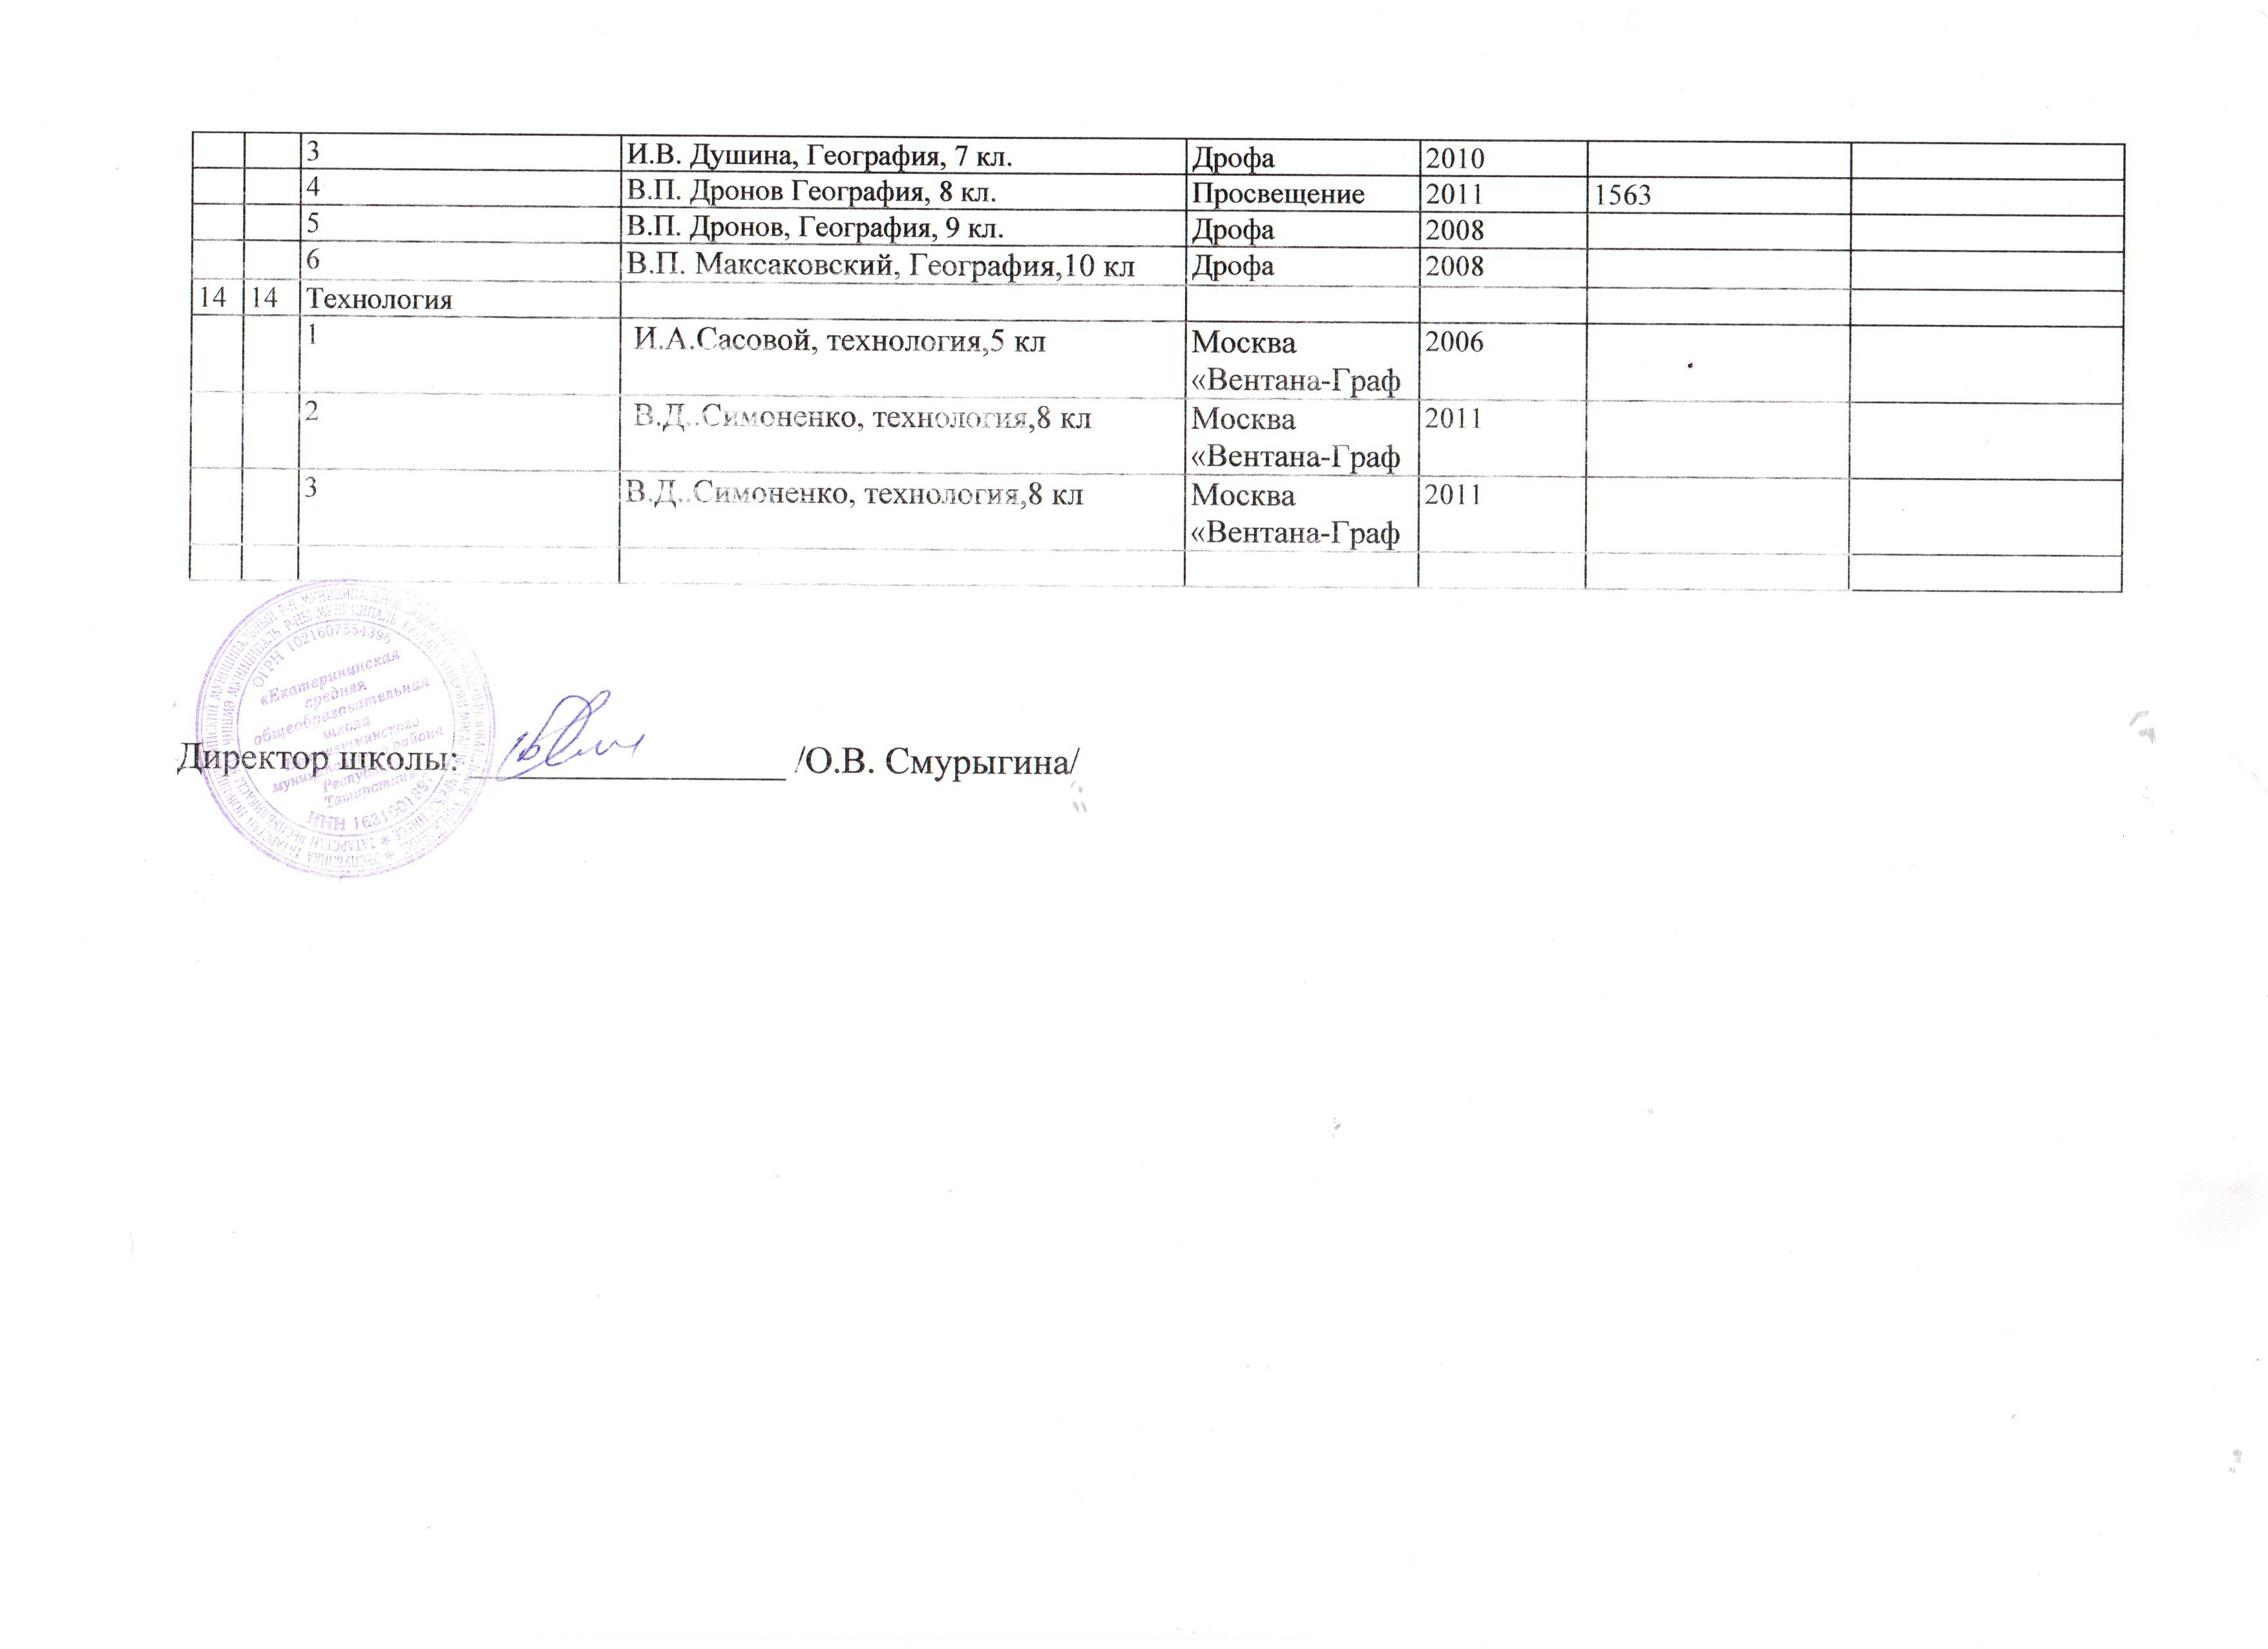 3 И.В. Душина, География, 7 кл. Дрофа 2010
4 В.П. Дронов География, 8 кл. Просвещение 2011 1563
5 В.П. Дронов, География, 9 кл. Дрофа 2008
6 В.П. Максаковский, География,10 кл Дрофа 2008
14 14 Технология
1 И.А.Сасовой, технология,5 кл Москва 2006
«Вентана-Граф
2 В.Д..Симоненко, технология,8 кл Москва 2011
«Вентана-Граф
3 В.Д..Симоненко, технология,8 кл Москва 2011
«Вентана-Граф
ОГРН 1021607554396
«Екатерининская
средняя
общеобразовательная
школа
района
Татарстан»
Директор школы: /О.В. Смурыгина/